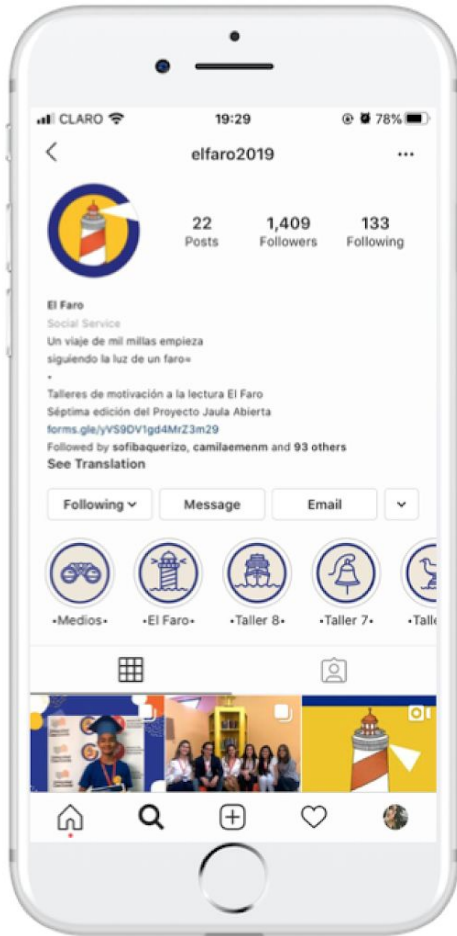 CLARO 19:29 78%
elfaro2019
22 1,409 133
Posts Followers Following
El Faro
Social Service
Un viaje de mil millas empieza
siguiendo la luz de un faro
Talleres de motivación a la lectura El Faro
Séptima edición del Proyecto Jaula Abierta
forms.gle/yVS9DV1gd4MrZ3m29
Followed by sofibaquerizo, camilaemenm and 93 others
See Translation
Following Message Email
•Medios• •El Faro• •Taller 8• •Taller 7• •Talle